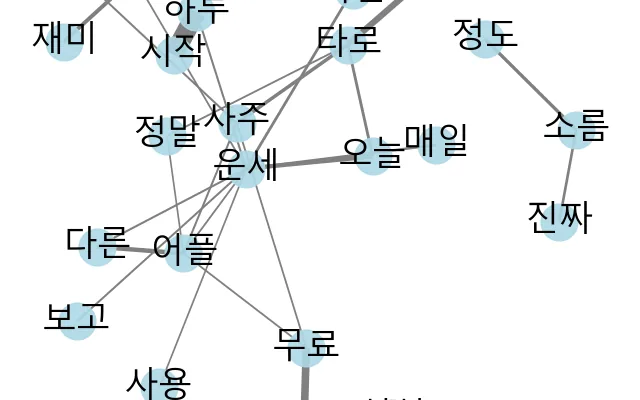 하루
재미
시작
타로
정도
정말
사주
운세
오늘
매일
소름
진짜
다른
어플
보고
무료
사용